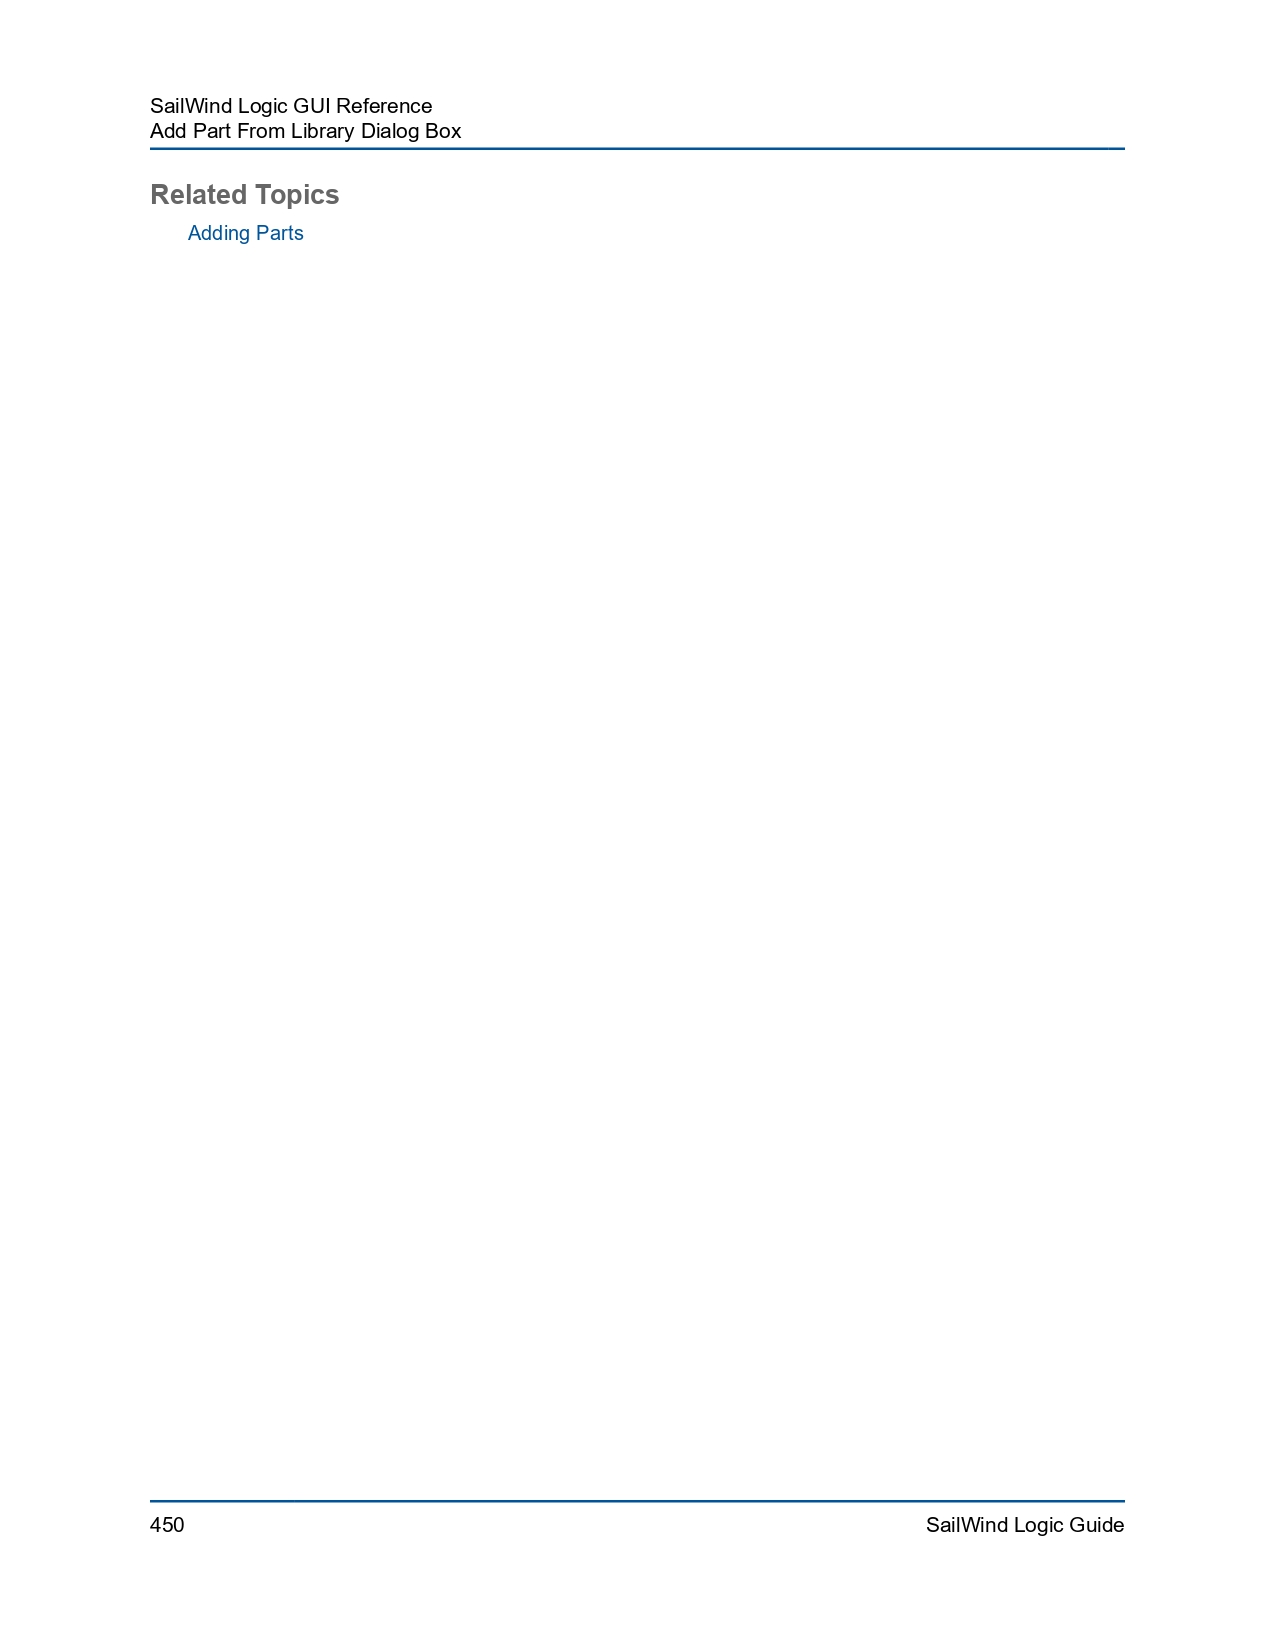 SailWind Logic GUI Reference
Add Part From Library Dialog Box
Related Topics
Adding Parts
450
SailWind Logic Guide